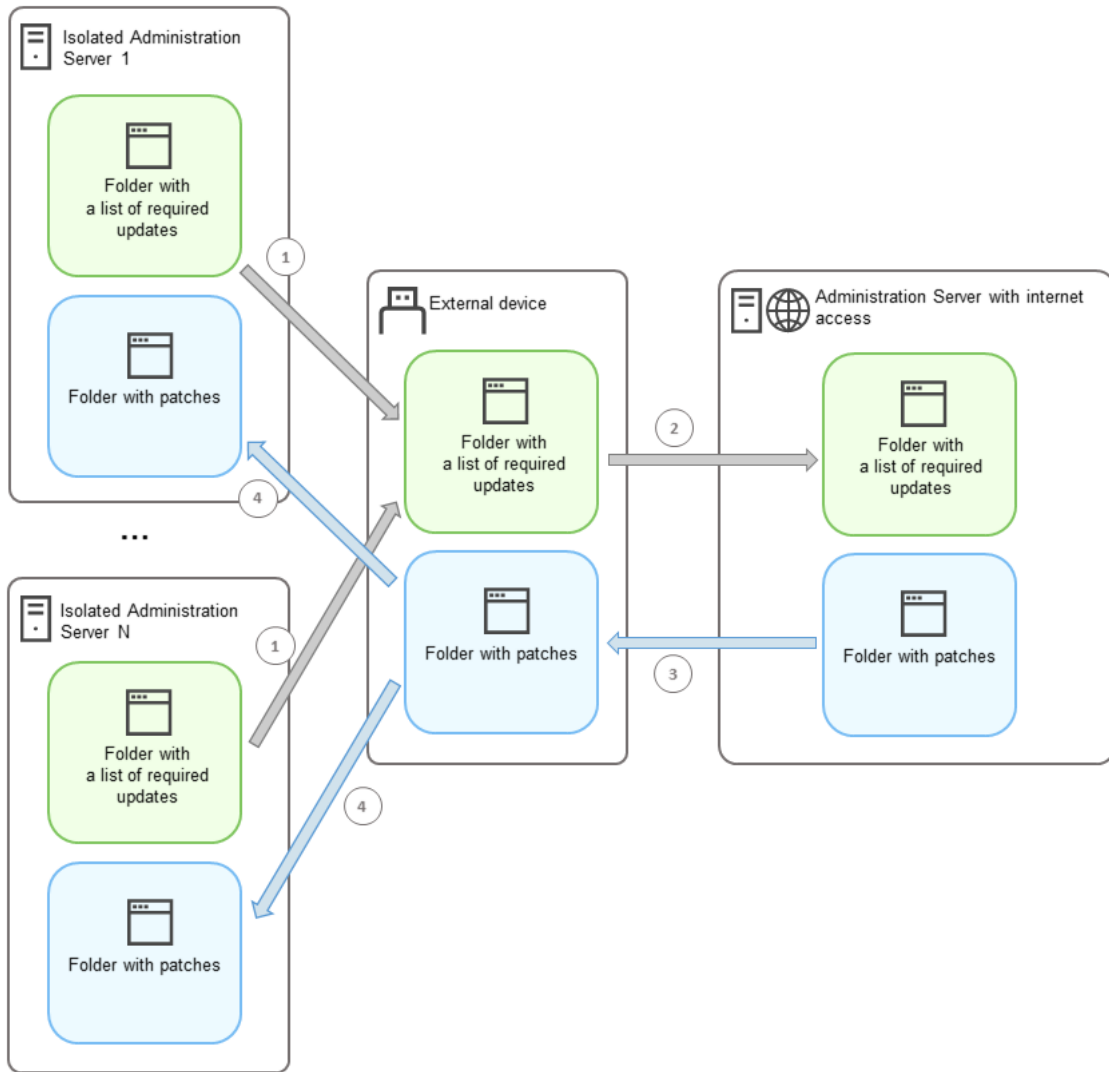 Isolated Administration
Server 1
Folder with
a list of required
updates
1
Folder with patches
4
...
Isolated Administration
Server N
1
Folder with
a list of required
updates
4
Folder with patches
External device
Folder with
a list of required
updates
2
Folder with patches
3
Administration Server with internet
access
Folder with
a list of required
updates
Folder with patches